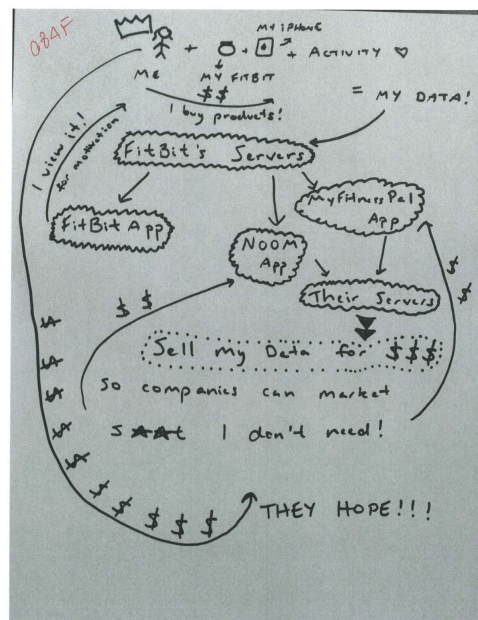 084F
MY iPHONE
+ + + ACTIVITY ♡
ME
MY FITBIT
$$
I buy products!
= MY DATA!
I view it!
for motivation
FitBit's Servers
FitBit App
MyFitnessPal
App
NOOM
App
Their Servers
$ $
$
$
Sell my Data for $$$
So companies can market
I don't need!
$
$
$
$
$
$
$
$
$
$
THEY HOPE!!!